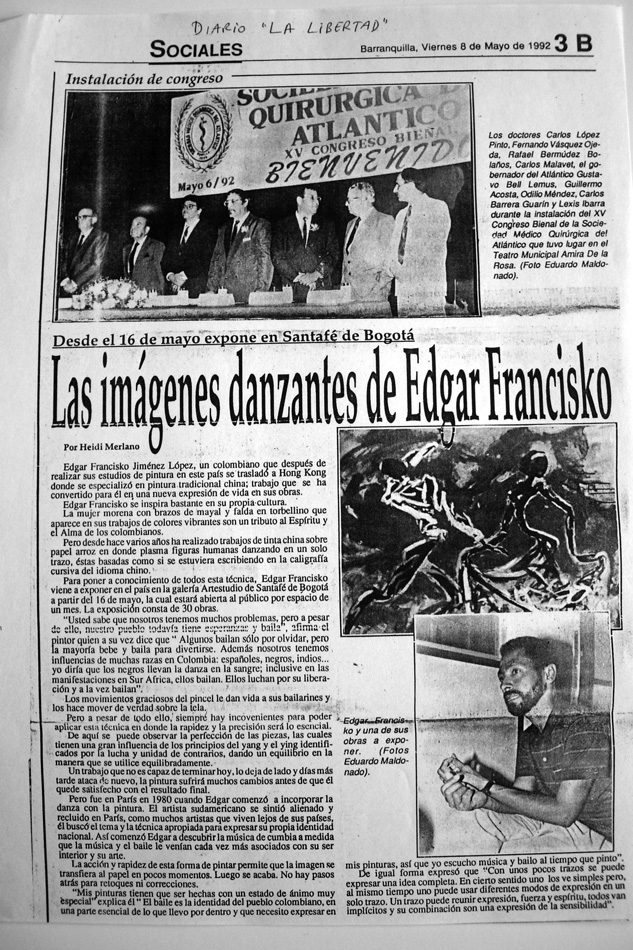 DIARIO "LA LIBERTAD"
SOCIALES
Barranquilla, Viernes 8 de Mayo de 1992 3 B
Instalación de congreso
QUIRURGICA D
ATLANTICO
XV CONGRESO BIENAL
BIENVENIDO
Mayo 6/92
Los doctores Carlos López
Pinto, Fernando Vásquez Oje-
da, Rafael Bermúdez Bo-
laños, Carlos Malavet, el go-
bernador del Atlántico Gusta-
vo Bell Lemus, Guillermo
Acosta, Odilio Méndez, Carlos
Barrera Guarín y Lexis Ibarra
durante la instalación del XV
Congreso Bienal de la Socie-
dad Médico Quirúrgica del
Atlántico que tuvo lugar en el
Teatro Municipal Amira De la
Rosa. (Foto Eduardo Maldo-
nado).
Desde el 16 de mayo expone en Santafé de Bogotá
Las imágenes danzantes de Edgar Francisko
Por Heidi Merlano
Edgar Francisko Jiménez López, un colombiano que después de
realizar sus estudios de pintura en este país se trasladó a Hong Kong
donde se especializó en pintura tradicional china; trabajo que se ha
convertido para él en una nueva expresión de vida en sus obras.
Edgar Francisko se inspira bastante en su propia cultura.
La mujer morena con brazos de mayal y falda en torbellino que
aparece en sus trabajos de colores vibrantes son un tributo al Espíritu y
el Alma de los colombianos.
Pero desde hace varios años ha realizado trabajos de tinta china sobre
papel arroz en donde plasma figuras humanas danzando en un solo
trazo, éstas basadas como si se estuviera escribiendo en la caligrafía
cursiva del idioma chino.
Para poner a conocimiento de todos esta técnica, Edgar Francisko
viene a exponer en el país en la galería Artestudio de Santafé de Bogotá
a partir del 16 de mayo, la cual estará abierta al público por espacio de
un mes. La exposición consta de 30 obras.
"Usted sabe que nosotros tenemos muchos problemas, pero a pesar
de ello, nuestro pueblo todavía tiene esperanzas y baila", afirma el
pintor quien a su vez dice que " Algunos bailan sólo por olvidar, pero
la mayoría bebe y baila para divertirse. Además nosotros tenemos
influencias de muchas razas en Colombia: españoles, negros, indios...
yo diría que los negros llevan la danza en la sangre; inclusive en las
manifestaciones en Sur Africa, ellos bailan. Ellos luchan por su libera-
ción y a la vez bailan".
Los movimientos graciosos del pincel le dan vida a sus bailarines y
los hace mover de verdad sobre la tela.
Pero a pesar de todo ello, siempre hay incovenientes para poder
aplicar esta técnica en donde la rapidez y la precisión será lo esencial.
De aquí se puede observar la perfección de las piezas, las cuales
tienen una gran influencia de los principios del yang y el ying identifi-
cados por la lucha y unidad de contrarios, dando un equilibrio en la
manera que se utilice equilibradamente.
Un trabajo que no es capaz de terminar hoy, lo deja de lado y días más
tarde ataca de nuevo, la pintura sufrirá muchos cambios antes de que él
quede satisfecho con el resultado final.
Pero fue en París en 1980 cuando Edgar comenzó a incorporar la
danza con la pintura. El artista sudamericano se sintió alienado y
recluido en París, como muchos artistas que viven lejos de sus países,
él buscó el tema y la técnica apropiada para expresar su propia identidad
nacional. Así comenzó Edgar a descubrir la música de cumbia a medida
que la música y el baile le venían cada vez más asociados con su ser
interior y su arte.
La acción y rapidez de esta forma de pintar permite que la imagen se
transfiera al papel en pocos momentos. Luego se acaba. No hay pasos
atrás para retoques ni correcciones.
"Mis pinturas tienen que ser hechas con un estado de ánimo muy
especial" explica él " El baile es la identidad del pueblo colombiano, en
una parte esencial de lo que llevo por dentro y que necesito expresar en
Edgar Francis-
ko y una de sus
obras a expo-
ner. (Fotos
Eduardo Maldo-
nado).
mis pinturas, así que yo escucho música y bailo al tiempo que pinto".
De igual forma expresó que "Con unos pocos trazos se puede
expresar una idea completa. En cierto sentido uno los ve simples pero,
al mismo tiempo uno puede usar diferentes modos de expresión en un
solo trazo. Un trazo puede reunir expresión, fuerza y espíritu, todos van
implícitos y su combinación son una expresión de la sensibilidad".